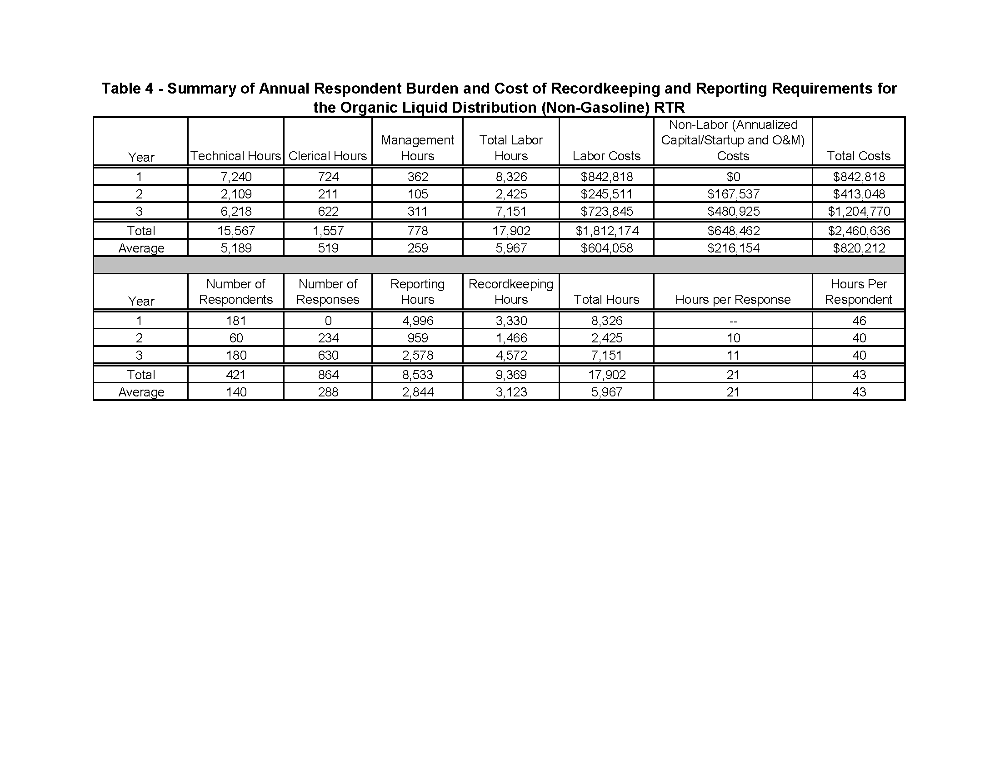 Table 4 - Summary of Annual Respondent Burden and Cost of Recordkeeping and Reporting Requirements for
the Organic Liquid Distribution (Non-Gasoline) RTR
Year Technical Hours Clerical Hours Management Hours Total Labor Hours Labor Costs Non-Labor (Annualized Capital/Startup and O&M) Costs Total Costs
1 7,240 724 362 8,326 $842,818 $0 $842,818
2 2,109 211 105 2,425 $245,511 $167,537 $413,048
3 6,218 622 311 7,151 $723,845 $480,925 $1,204,770
Total 15,567 1,557 778 17,902 $1,812,174 $648,462 $2,460,636
Average 5,189 519 259 5,967 $604,058 $216,154 $820,212
Year Number of Respondents Number of Responses Reporting Hours Recordkeeping Hours Total Hours Hours per Response Hours Per Respondent
1 181 0 4,996 3,330 8,326 -- 46
2 60 234 959 1,466 2,425 10 40
3 180 630 2,578 4,572 7,151 11 40
Total 421 864 8,533 9,369 17,902 21 43
Average 140 288 2,844 3,123 5,967 21 43